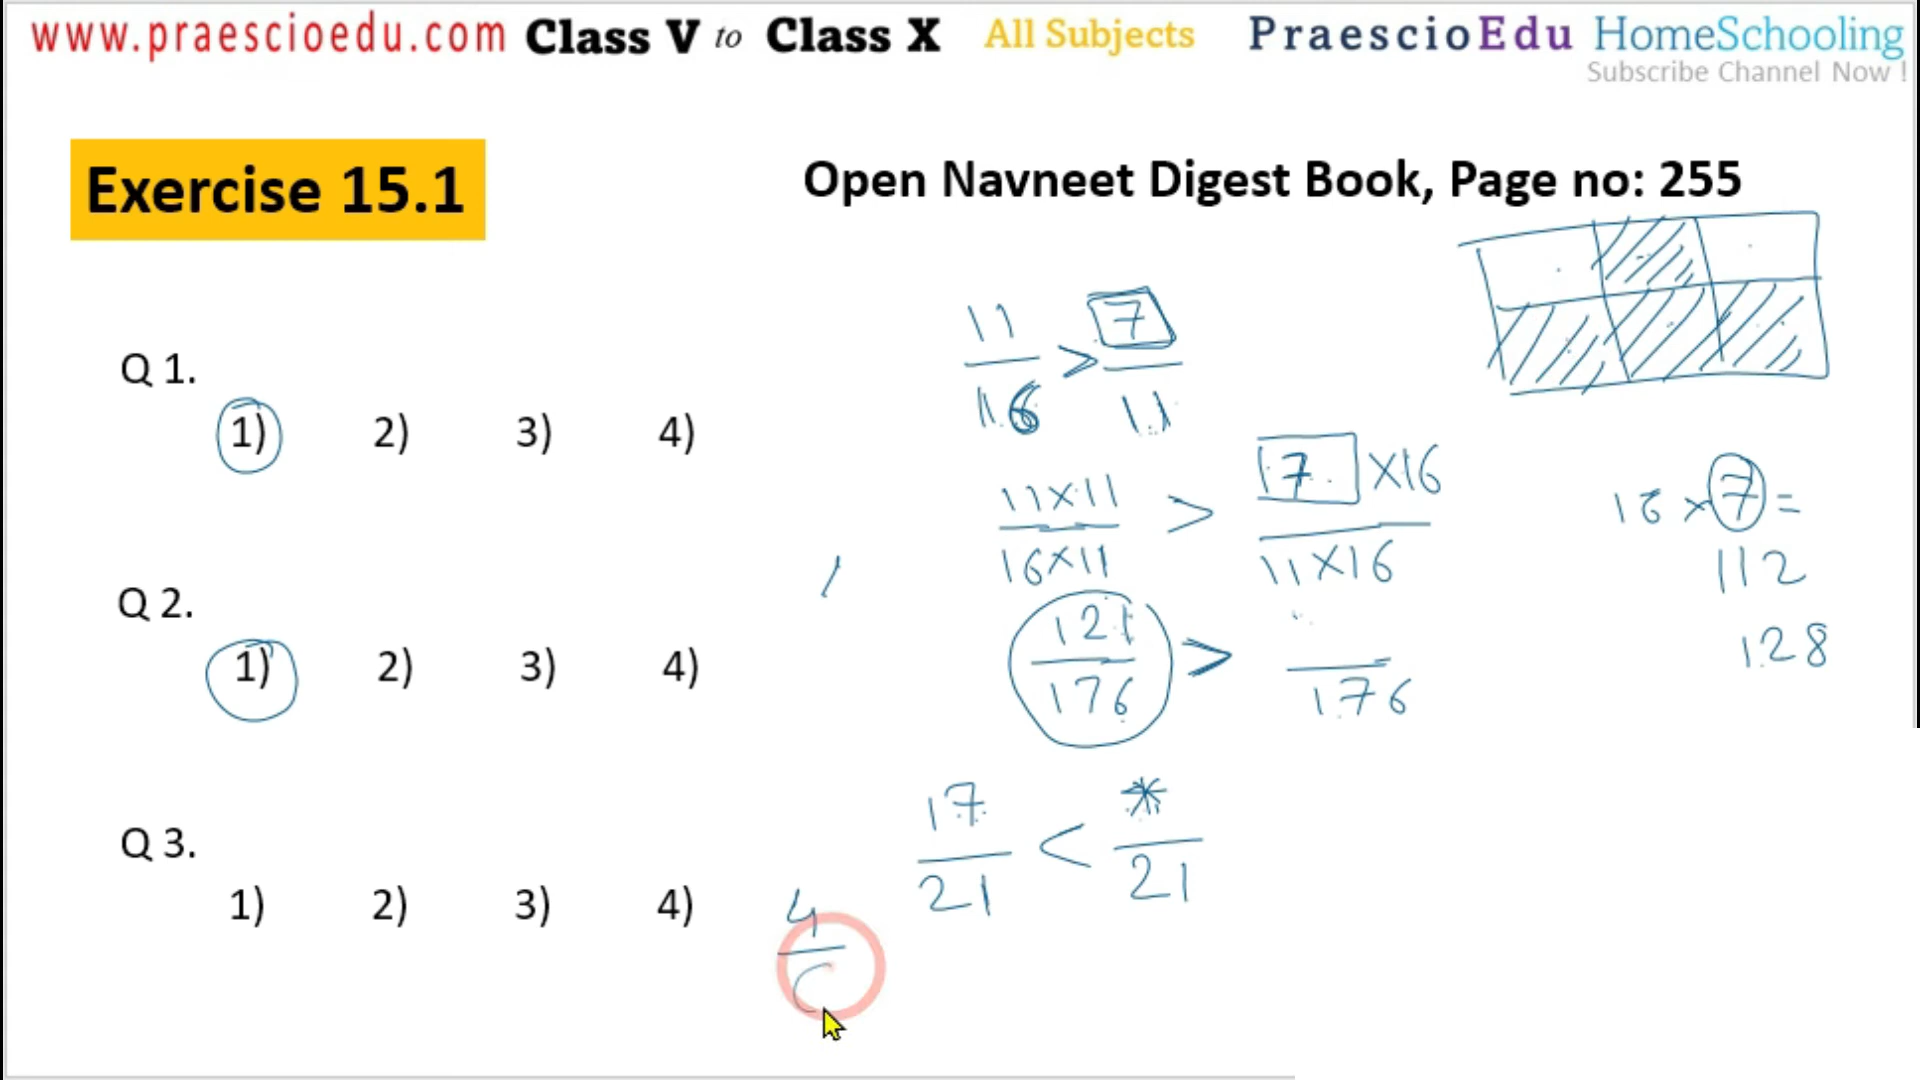 www.praescioedu.com Class V to Class X All Subjects PraescioEdu HomeSchooling
Subscribe Channel Now !
Exercise 15.1
Open Navneet Digest Book, Page no: 255
11/16 > 7/11
Q 1.
1) 2) 3) 4)
11×11/16×11 > 7 ×16/11×16
16 × 7 =
112
128
Q 2.
1) 2) 3) 4)
121/176 > /176
Q 3.
17/21 < */21
1) 2) 3) 4)
4